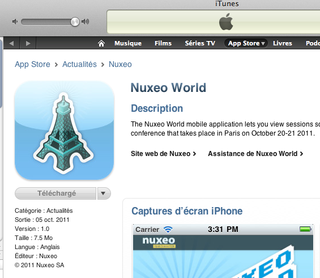 iTunes
Musique Films Séries TV App Store Livres
App Store Actualités Nuxeo
Nuxeo World
Description
The Nuxeo World mobile application lets you view sessions
conference that takes place in Paris on October 20-21 2011.
Site web de Nuxeo Assistance de Nuxeo World
Téléchargé
Catégorie : Actualités
Sortie : 05 oct. 2011
Version : 1.0
Taille : 7.5 Mo
Langue : Anglais
Éditeur : Nuxeo
© 2011 Nuxeo SA
Captures d'écran iPhone
Carrier 3:31 PM
nuxeo